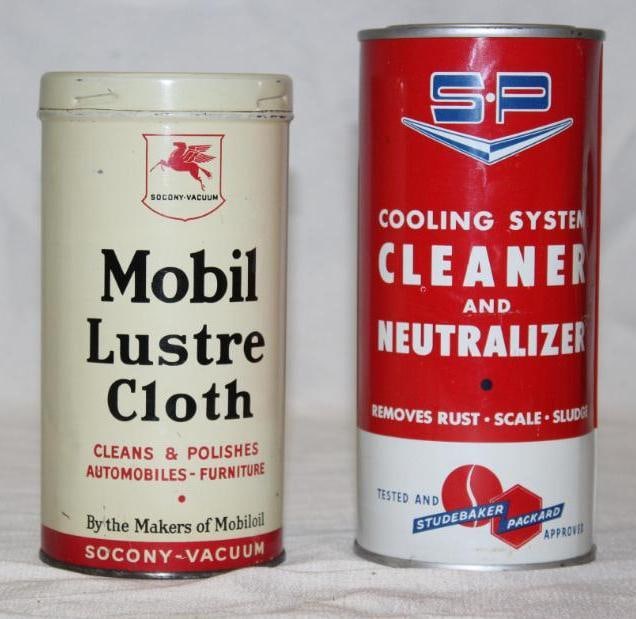 SOCONY-VACUUM
Mobil
Lustre
Cloth
CLEANS & POLISHES
AUTOMOBILES - FURNITURE
By the Makers of Mobiloil
SOCONY-VACUUM
S·P
COOLING SYSTEM
CLEANER
AND
NEUTRALIZER
REMOVES RUST · SCALE · SLUDGE
TESTED AND
STUDEBAKER
PACKARD
APPROVED